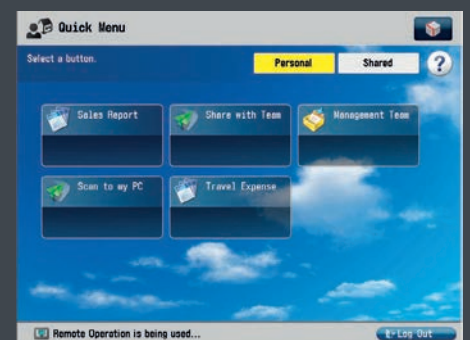 Quick Menu
Select a button.
Personal
Shared
?
Sales Report
Share with Team
Management Team
Scan to my PC
Travel Expense
Remote Operation is being used...
Log Out